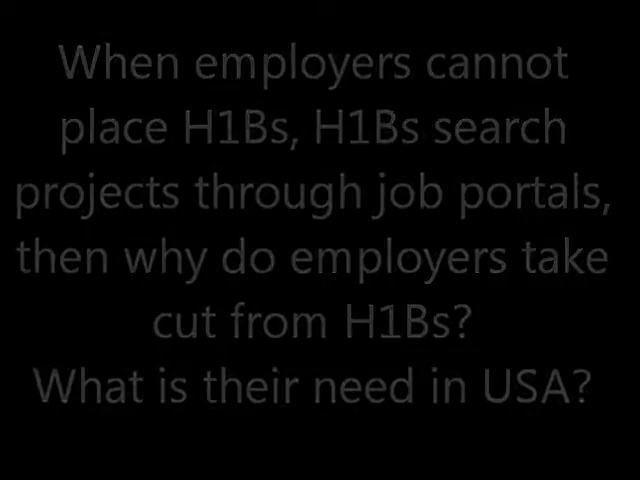 When employers cannot
place H1Bs, H1Bs search
projects through job portals,
then why do employers take
cut from H1Bs?
What is their need in USA?